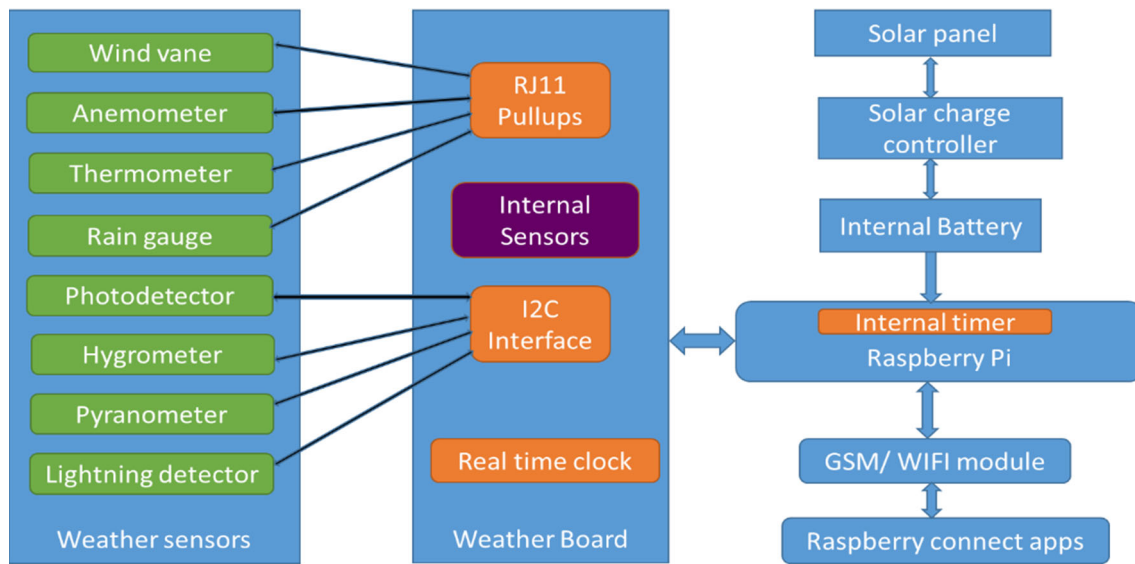 Wind vane
Anemometer
Thermometer
Rain gauge
Photodetector
Hygrometer
Pyranometer
Lightning detector
Weather sensors
RJ11
Pullups
Internal
Sensors
I2C
Interface
Real time clock
Weather Board
Solar panel
Solar charge
controller
Internal Battery
Internal timer
Raspberry Pi
GSM/ WIFI module
Raspberry connect apps